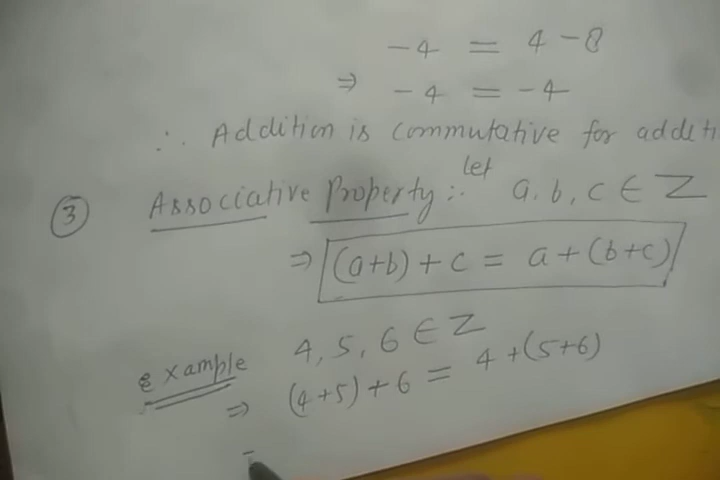 -4 = 4-8
⇒ -4 = -4
∴ Addition is commutative for additi
③ Associative Property :- let a, b, c ∈ Z
⇒ (a+b) + c = a + (b+c)
example 4, 5, 6 ∈ Z
⇒ (4+5) + 6 = 4 + (5+6)